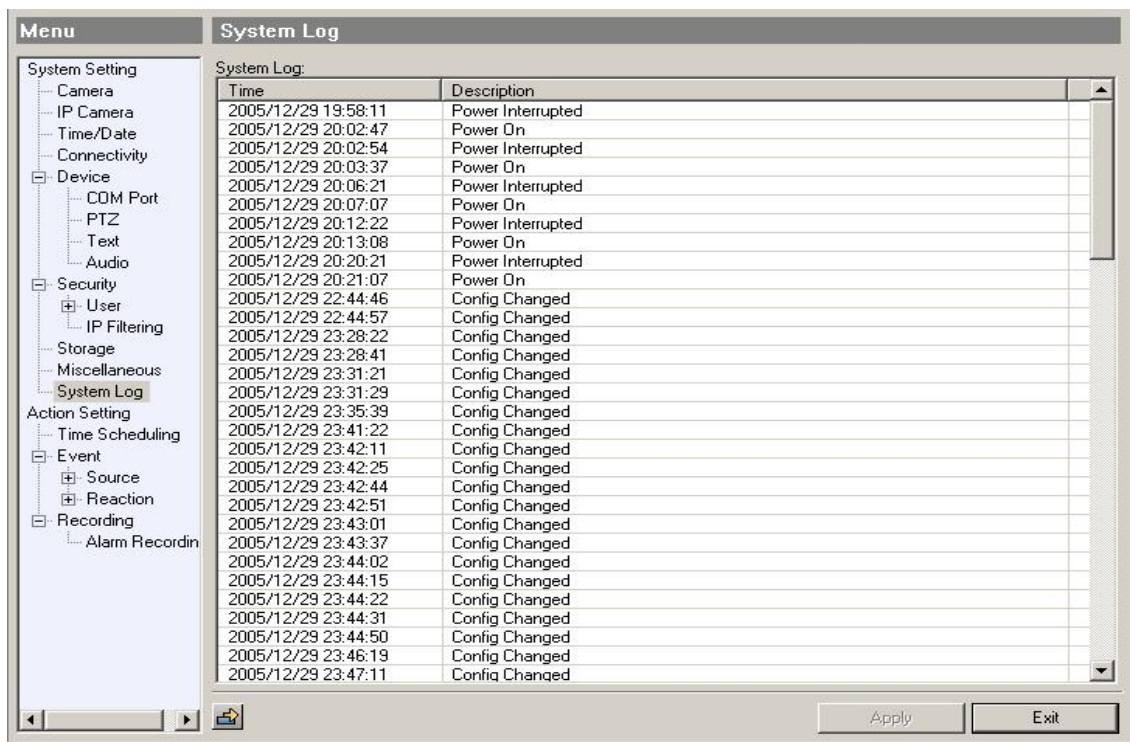 Menu
System Setting
Camera
IP Camera
Time/Date
Connectivity
Device
COM Port
PTZ
Text
Audio
Security
User
IP Filtering
Storage
Miscellaneous
System Log
Action Setting
Time Scheduling
Event
Source
Reaction
Recording
Alarm Recordin
System Log
System Log:
Time Description
2005/12/29 19:58:11 Power Interrupted
2005/12/29 20:02:47 Power On
2005/12/29 20:02:54 Power Interrupted
2005/12/29 20:03:37 Power On
2005/12/29 20:06:21 Power Interrupted
2005/12/29 20:07:07 Power On
2005/12/29 20:12:22 Power Interrupted
2005/12/29 20:13:08 Power On
2005/12/29 20:20:21 Power Interrupted
2005/12/29 20:21:07 Power On
2005/12/29 22:44:46 Config Changed
2005/12/29 22:44:57 Config Changed
2005/12/29 23:28:22 Config Changed
2005/12/29 23:28:41 Config Changed
2005/12/29 23:31:21 Config Changed
2005/12/29 23:31:29 Config Changed
2005/12/29 23:35:39 Config Changed
2005/12/29 23:41:22 Config Changed
2005/12/29 23:42:11 Config Changed
2005/12/29 23:42:25 Config Changed
2005/12/29 23:42:44 Config Changed
2005/12/29 23:42:51 Config Changed
2005/12/29 23:43:01 Config Changed
2005/12/29 23:43:37 Config Changed
2005/12/29 23:44:02 Config Changed
2005/12/29 23:44:15 Config Changed
2005/12/29 23:44:22 Config Changed
2005/12/29 23:44:31 Config Changed
2005/12/29 23:44:50 Config Changed
2005/12/29 23:46:19 Config Changed
2005/12/29 23:47:11 Config Changed
Apply Exit